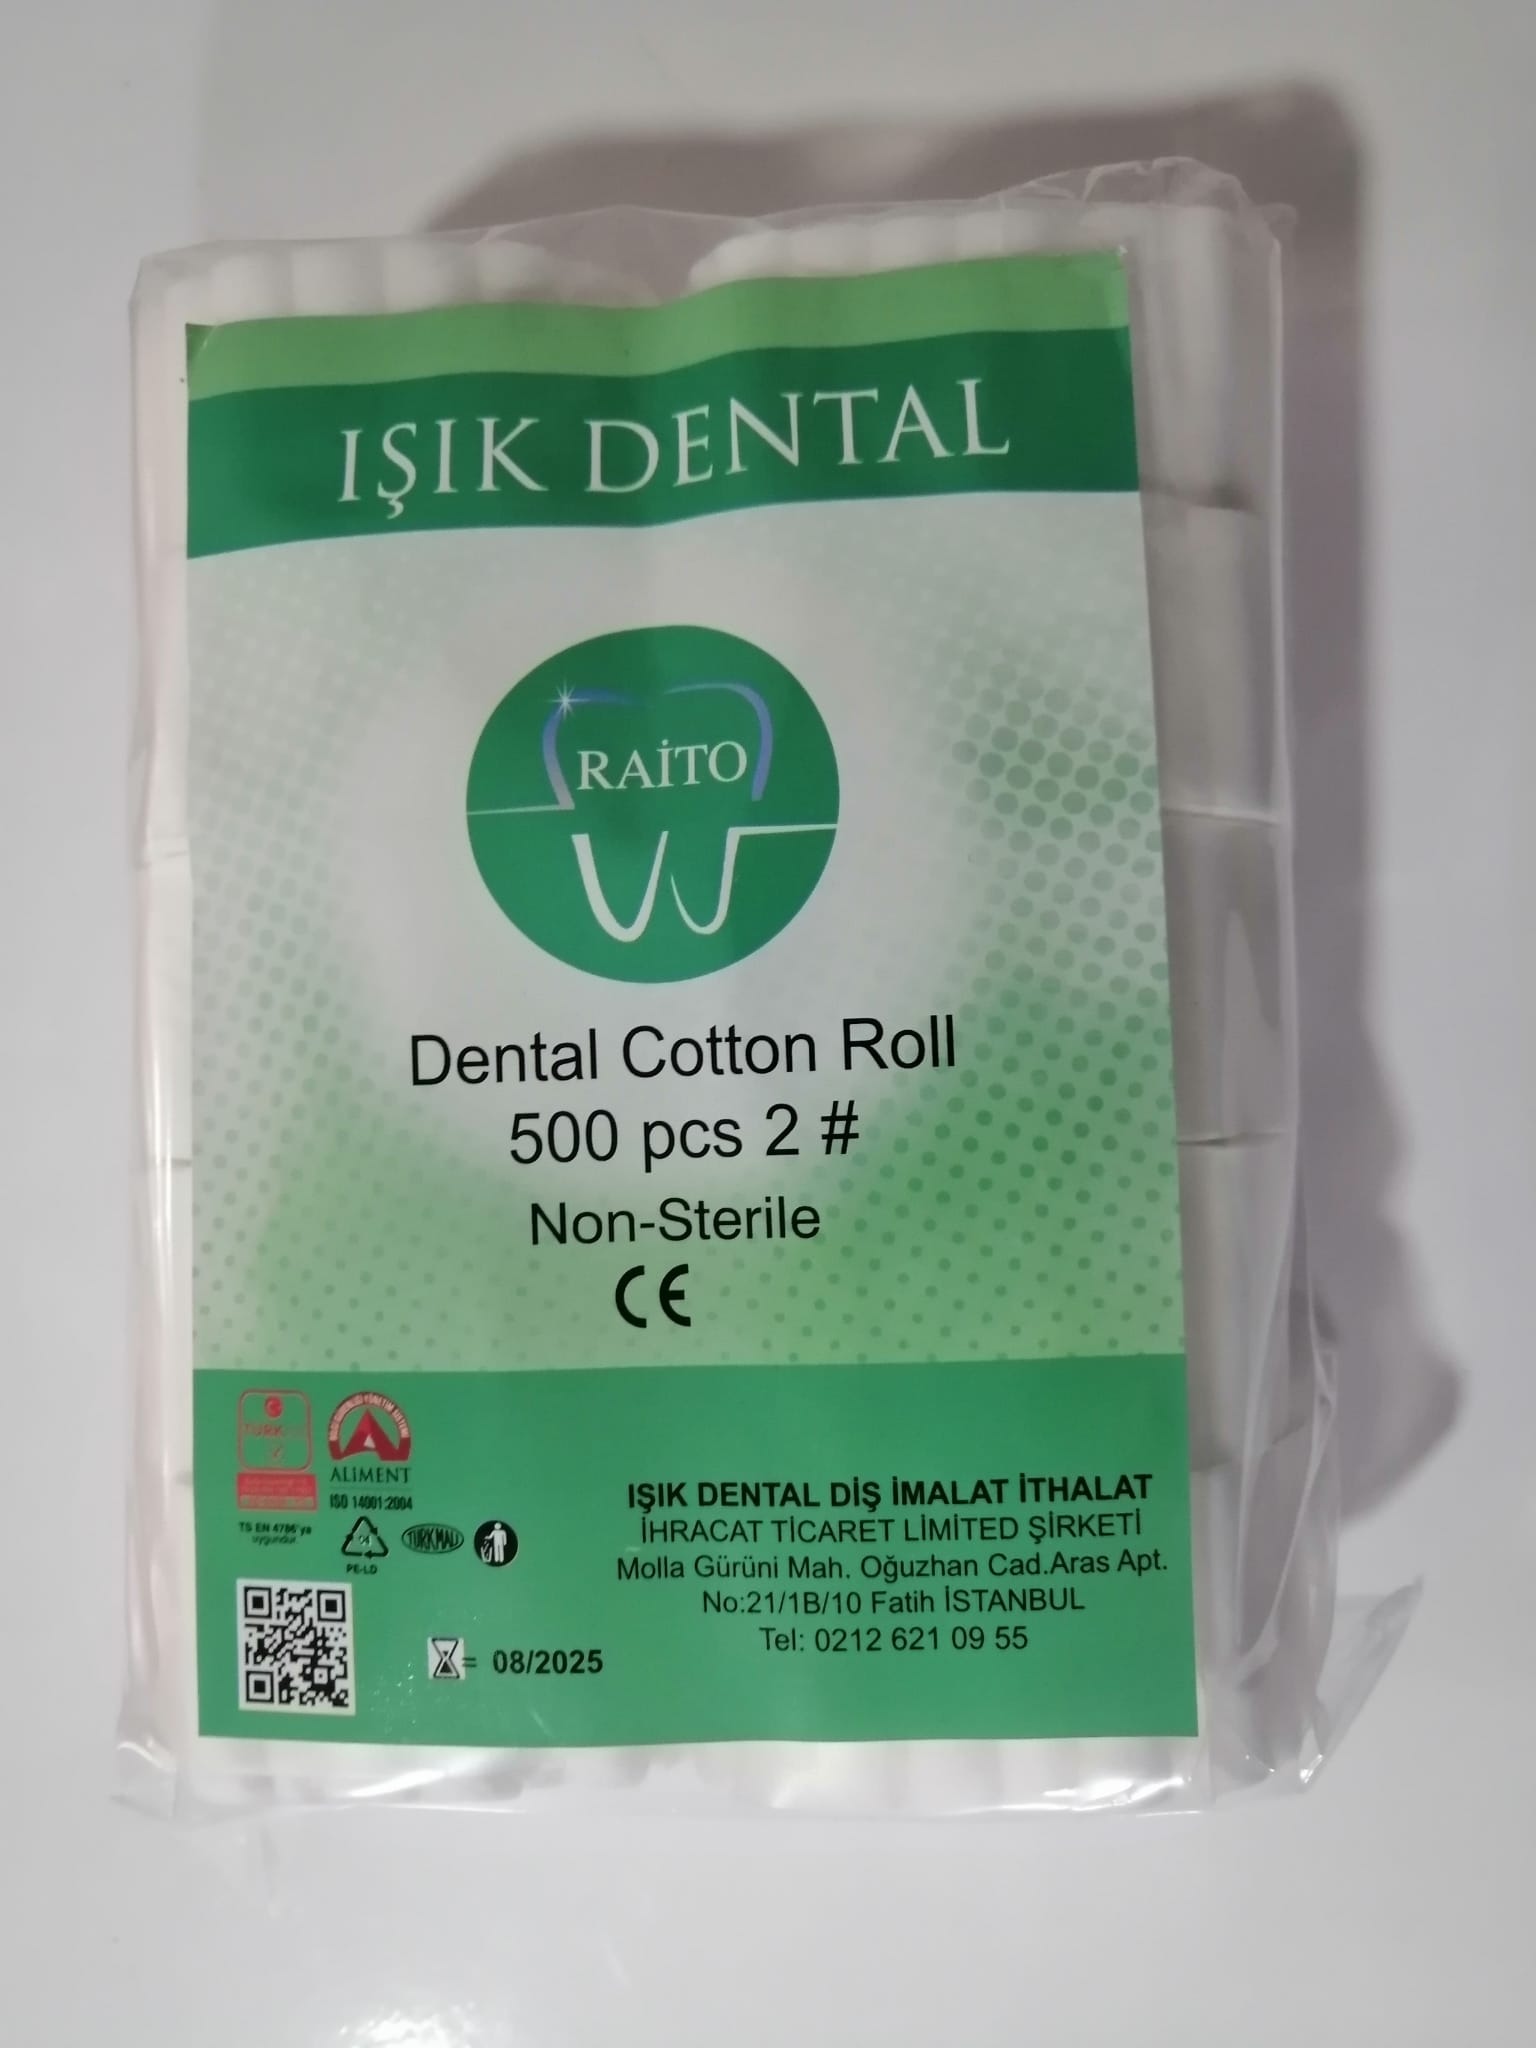 IŞIK DENTAL
RAİTO
Dental Cotton Roll
500 pcs 2 #
Non-Sterile
CE
TURK
ALIMENT
ISO 14001:2004
TS EN 4786'ya
uygundur.
PE-LD
TURKMALI
= 08/2025
IŞIK DENTAL DİŞ İMALAT İTHALAT
İHRACAT TİCARET LİMİTED ŞİRKETİ
Molla Gürüni Mah. Oğuzhan Cad.Aras Apt.
No:21/1B/10 Fatih İSTANBUL
Tel: 0212 621 09 55